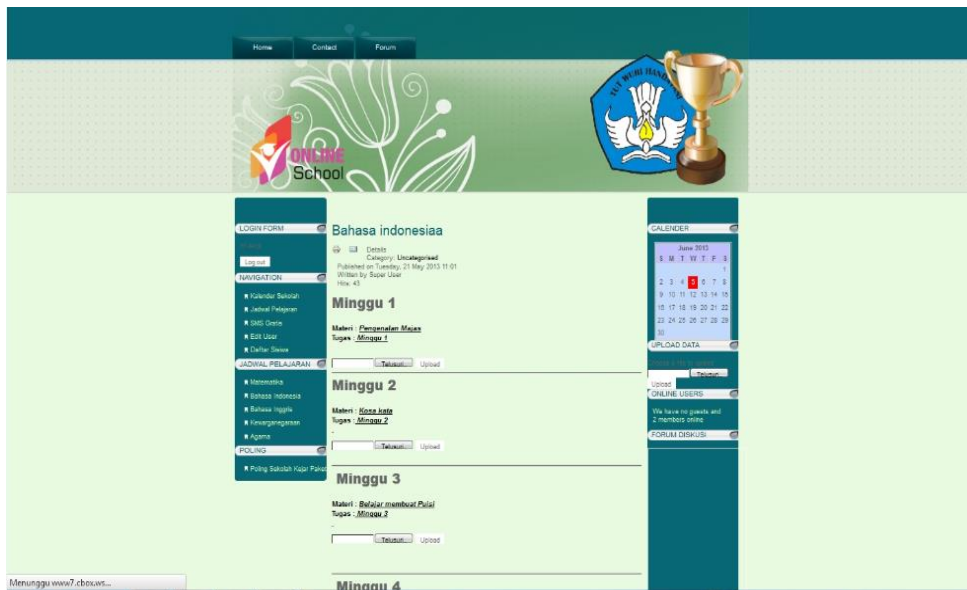 Home Contact Forum
TUT WURI HANDAYANI
ONLINE
School
LOGIN FORM
Log out
NAVIGATION
Kalender Sekolah
Jadwal Pelajaran
SMS Gratis
Edit User
Daftar Siswa
JADWAL PELAJARAN
Matematika
Bahasa Indonesia
Bahasa Inggris
Kewarganegaraan
Agama
POLING
Poling Sekolah Kajar Paket
Bahasa indonesiaa
Details
Category: Uncategorised
Published on Tuesday, 21 May 2013 11:01
Written by Super User
Hits: 43
Minggu 1
Materi : Pengenalan Majas
Tugas : Minggu 1
Telusuri... Upload
Minggu 2
Materi : Kosa kata
Tugas : Minggu 2
Telusuri... Upload
Minggu 3
Materi : Belajar membuat Puisi
Tugas : Minggu 3
Telusuri... Upload
Minggu 4
CALENDER
June 2013
S M T W T F S
1
2 3 4 5 6 7 8
9 10 11 12 13 14 15
16 17 18 19 20 21 22
23 24 25 26 27 28 29
30
UPLOAD DATA
Telusuri
Upload
ONLINE USERS
We have no guests and
2 members online
FORUM DISKUSI
Menunggu www7.cbox.ws...